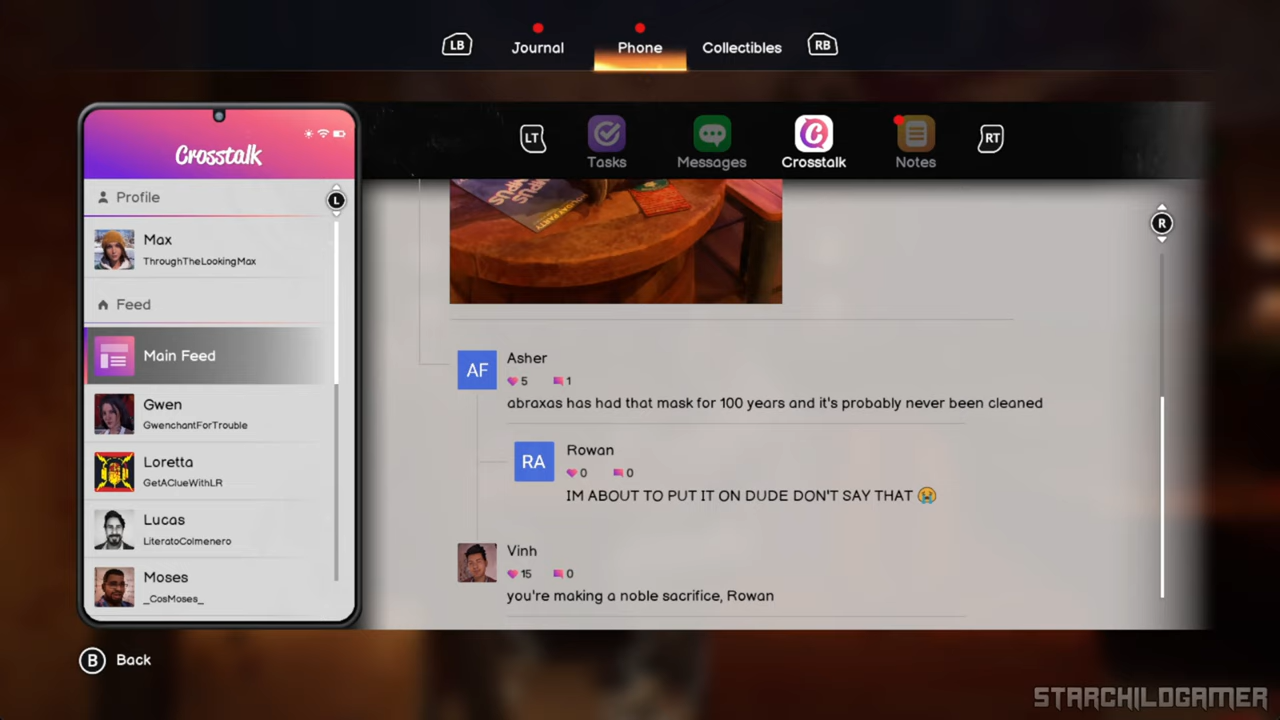 LB
Journal
Phone
Collectibles
RB
Crosstalk
LT
Tasks
Messages
Crosstalk
Notes
RT
Profile
L
Max
ThroughTheLookingMax
Feed
Main Feed
Gwen
GwenchantForTrouble
Loretta
GetAClueWithLR
Lucas
LiteratoColmenero
Moses
_CosMoses_
R
AF
Asher
5 1
abraxas has had that mask for 100 years and it's probably never been cleaned
RA
Rowan
0 0
IM ABOUT TO PUT IT ON DUDE DON'T SAY THAT 😭
Vinh
15 0
you're making a noble sacrifice, Rowan
B Back
STARCHILDGAMER